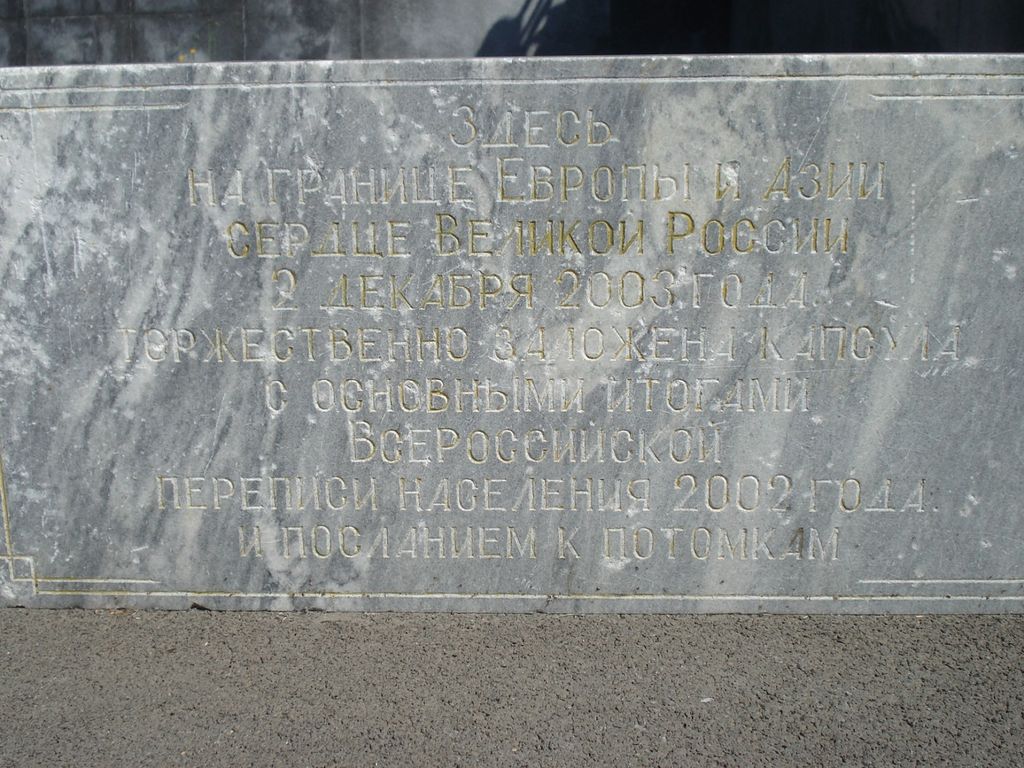 Здесь
на границе Европы и Азии
сердце Великой России
2 декабря 2003 года
торжественно заложена капсула
с основными итогами
Всероссийской
переписи населения 2002 года.
и посланием к потомкам